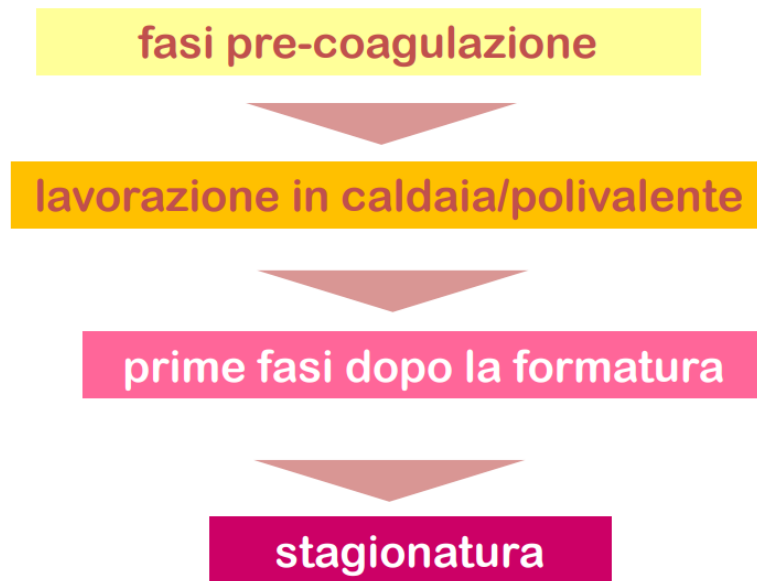 fasi pre-coagulazione
lavorazione in caldaia/polivalente
prime fasi dopo la formatura
stagionatura